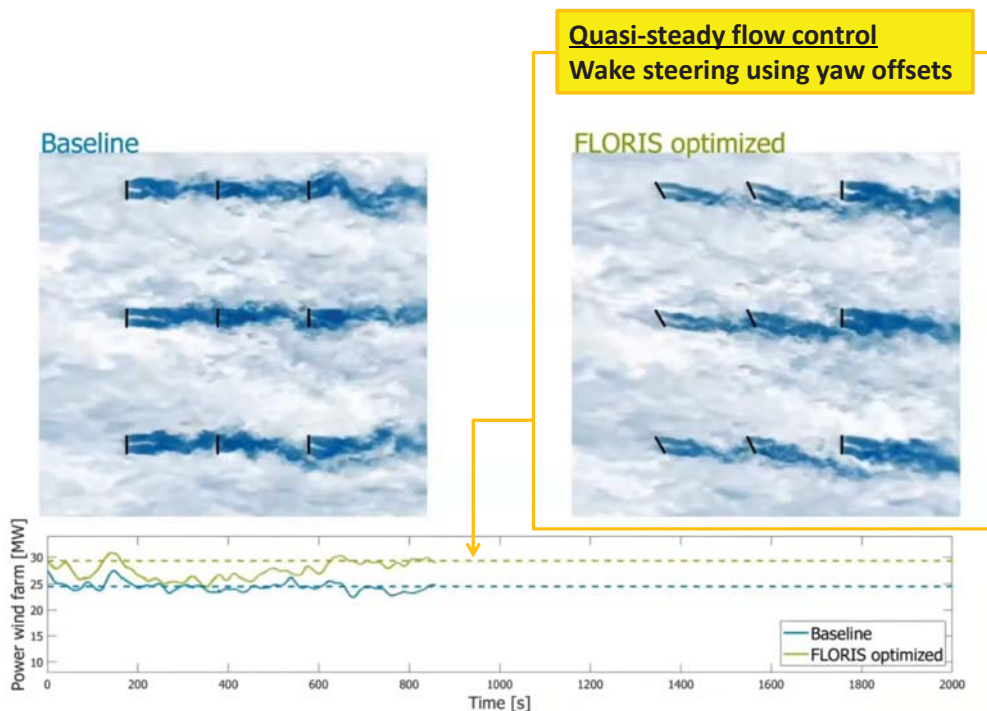 Quasi-steady flow control
Wake steering using yaw offsets
Baseline
FLORIS optimized
Power wind farm [MW]
30
25
20
15
10
Baseline
FLORIS optimized
0
200
400
600
800
1000
1200
1400
1600
1800
2000
Time [s]